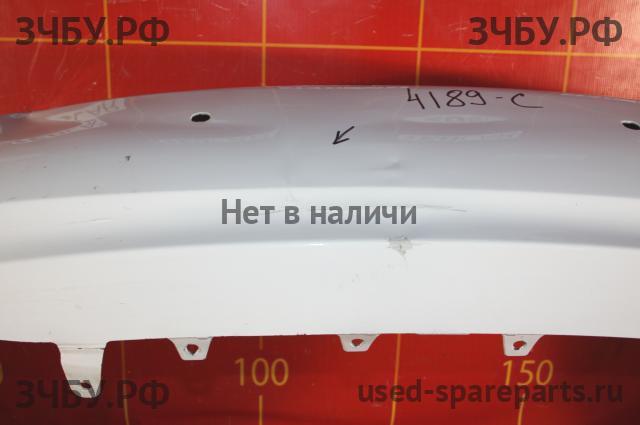 ЗЧБУ.РФ ЗЧБУ.РФ
4189-C
Нет в наличи
100 150
ЗЧБУ.РФ used-spareparts.ru